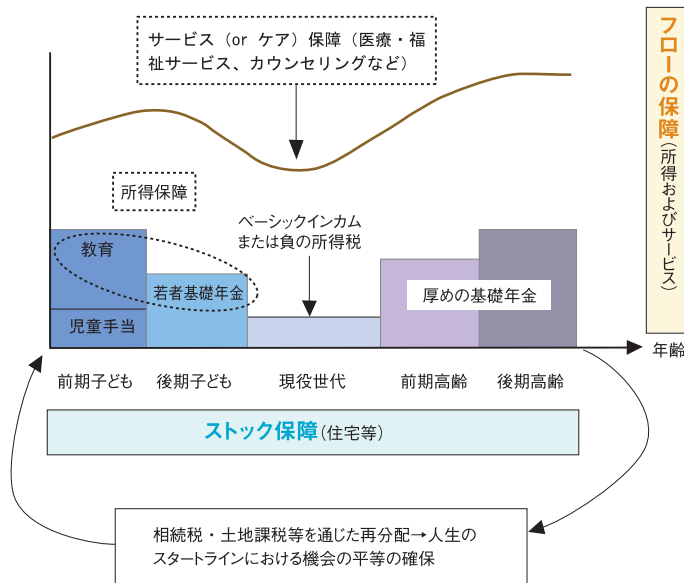 サービス（or ケア）保障（医療・福
祉サービス、カウンセリングなど）
フローの保障（所得およびサービス）
所得保障
ベーシックインカム
または負の所得税
教育
若者基礎年金
厚めの基礎年金
児童手当
年齢
前期子ども
後期子ども
現役世代
前期高齢
後期高齢
ストック保障（住宅等）
相続税・土地課税等を通じた再分配→人生の
スタートラインにおける機会の平等の確保